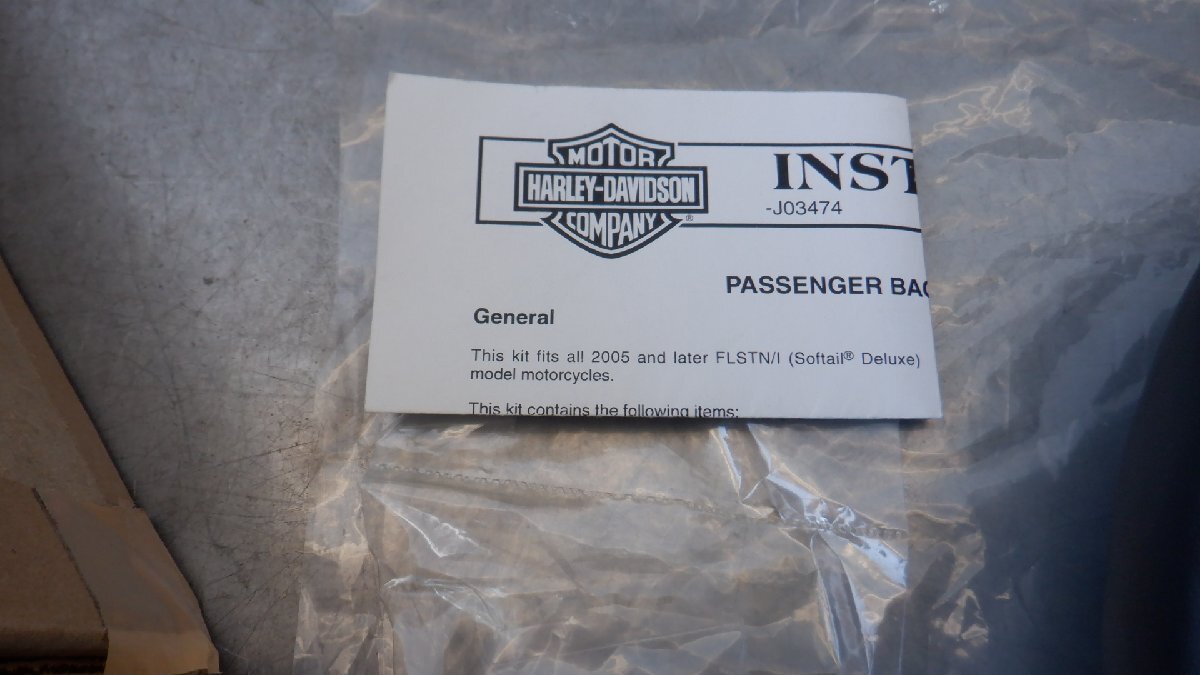 MOTOR
HARLEY-DAVIDSON
COMPANY
®
INST
-J03474
PASSENGER BAC
General
This kit fits all 2005 and later FLSTN/I (Softail® Deluxe)
model motorcycles.
This kit contains the following items: